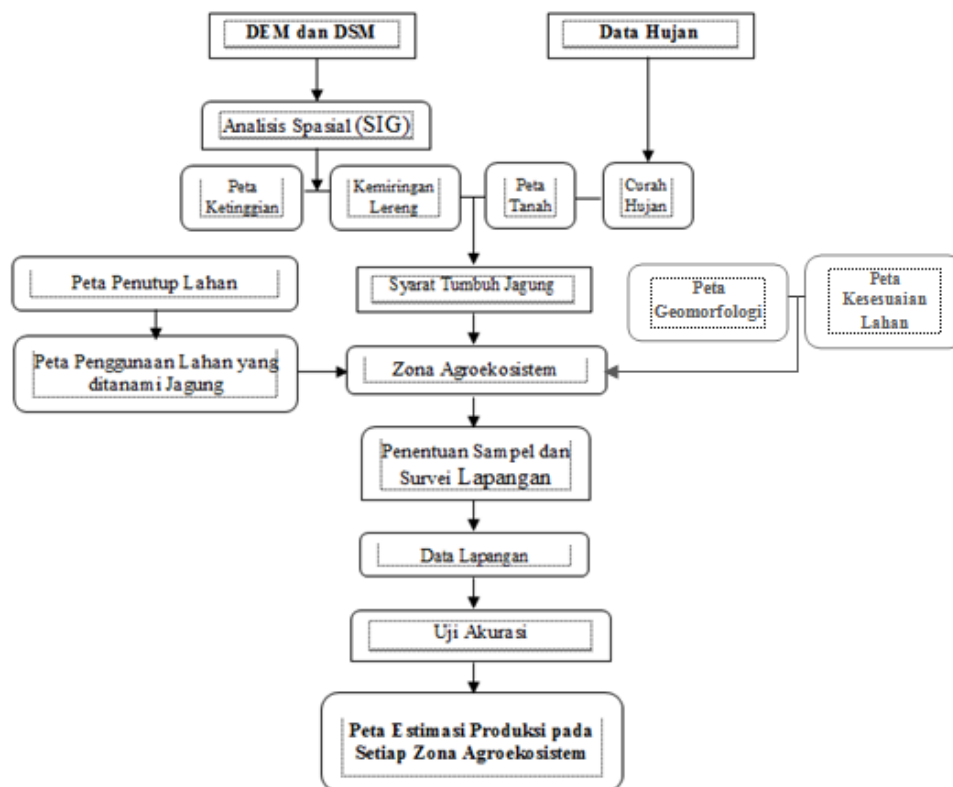 DEM dan DSM
Data Hujan
Analisis Spasial (SIG)
Peta
Ketinggian
Kemiringan
Lereng
Peta
Tanah
Curah
Hujan
Peta Penutup Lahan
Syarat Tumbuh Jagung
Peta
Geomorfologi
Peta
Kesesuaian
Lahan
Peta Penggunaan Lahan yang
ditanami Jagung
Zona Agroekosistem
Penentuan Sampel dan
Survei Lapangan
Data Lapangan
Uji Akurasi
Peta Estimasi Produksi pada
Setiap Zona Agroekosistem